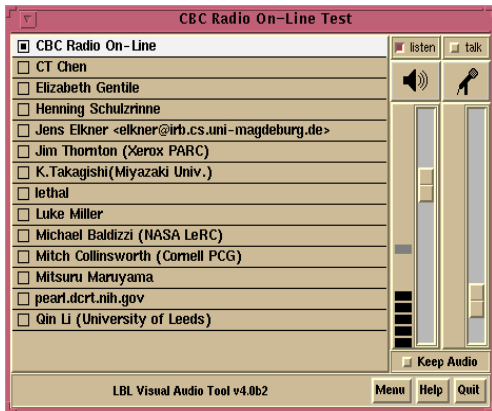 CBC Radio On-Line Test
CBC Radio On-Line
CT Chen
Elizabeth Gentile
Henning Schulzrinne
Jens Elkner <elkner@irb.cs.uni-magdeburg.de>
Jim Thornton (Xerox PARC)
K.Takagishi(Miyazaki Univ.)
lethal
Luke Miller
Michael Baldizzi (NASA LeRC)
Mitch Collinsworth (Cornell PCG)
Mitsuru Maruyama
pearl.dcrt.nih.gov
Qin Li (University of Leeds)
listen
talk
Keep Audio
LBL Visual Audio Tool v4.0b2
Menu
Help
Quit